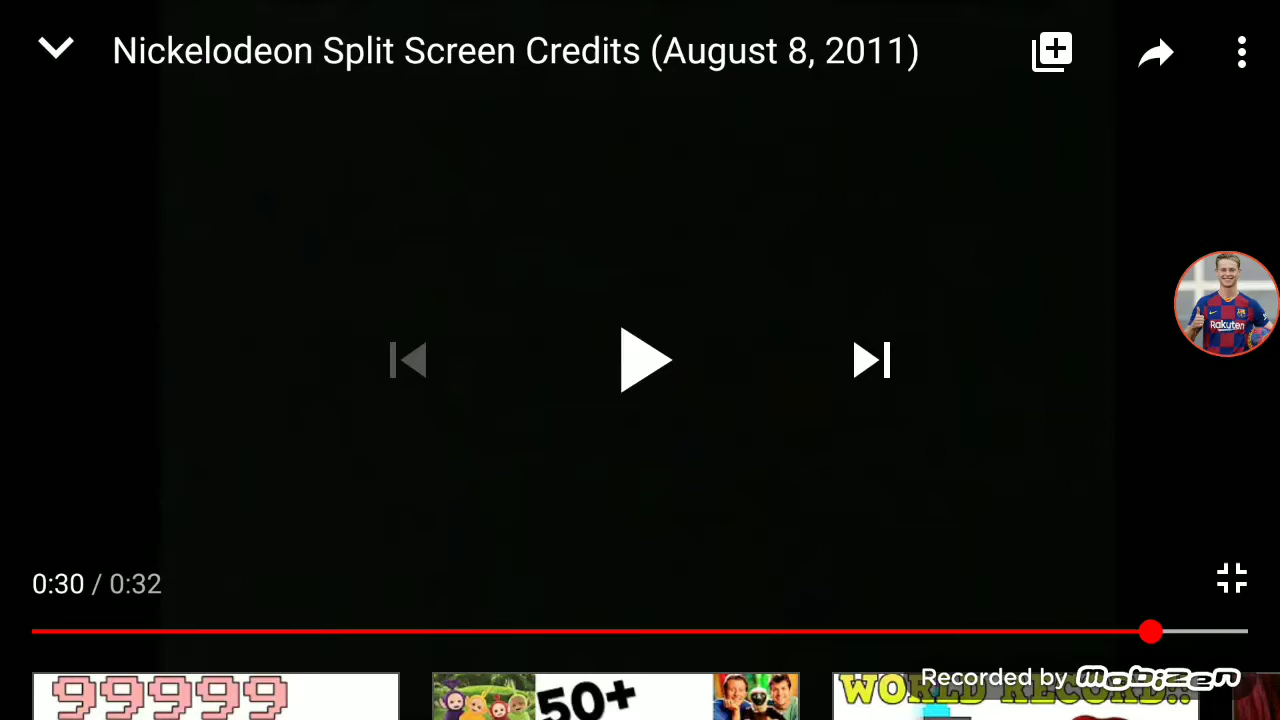 Nickelodeon Split Screen Credits (August 8, 2011)
Rakuten
0:30 / 0:32
Recorded by mobizen
99999
50+
WORLD RECORD!!